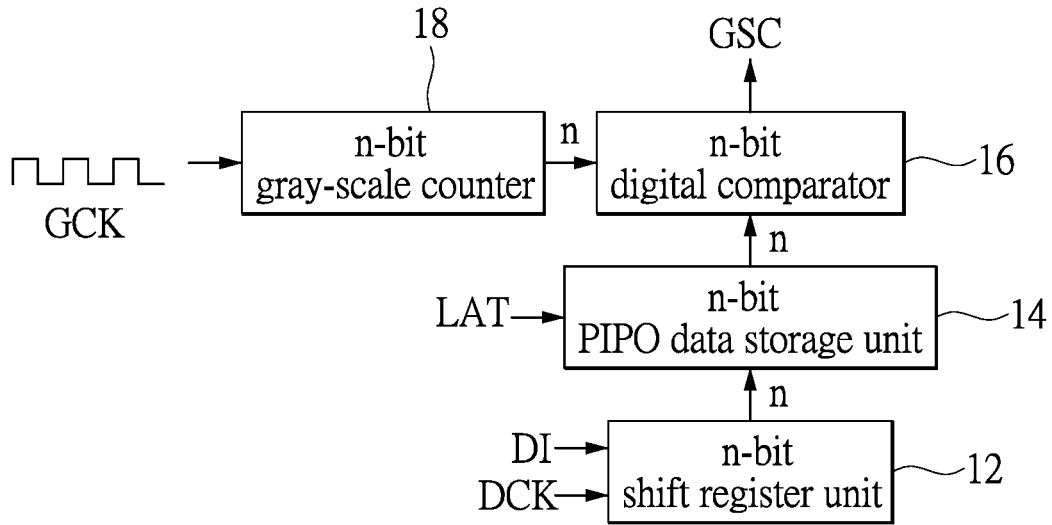 18
GSC
n-bit
gray-scale counter
n
n-bit
digital comparator
16
GCK
n
LAT
n-bit
PIPO data storage unit
14
n
DI
DCK
n-bit
shift register unit
12